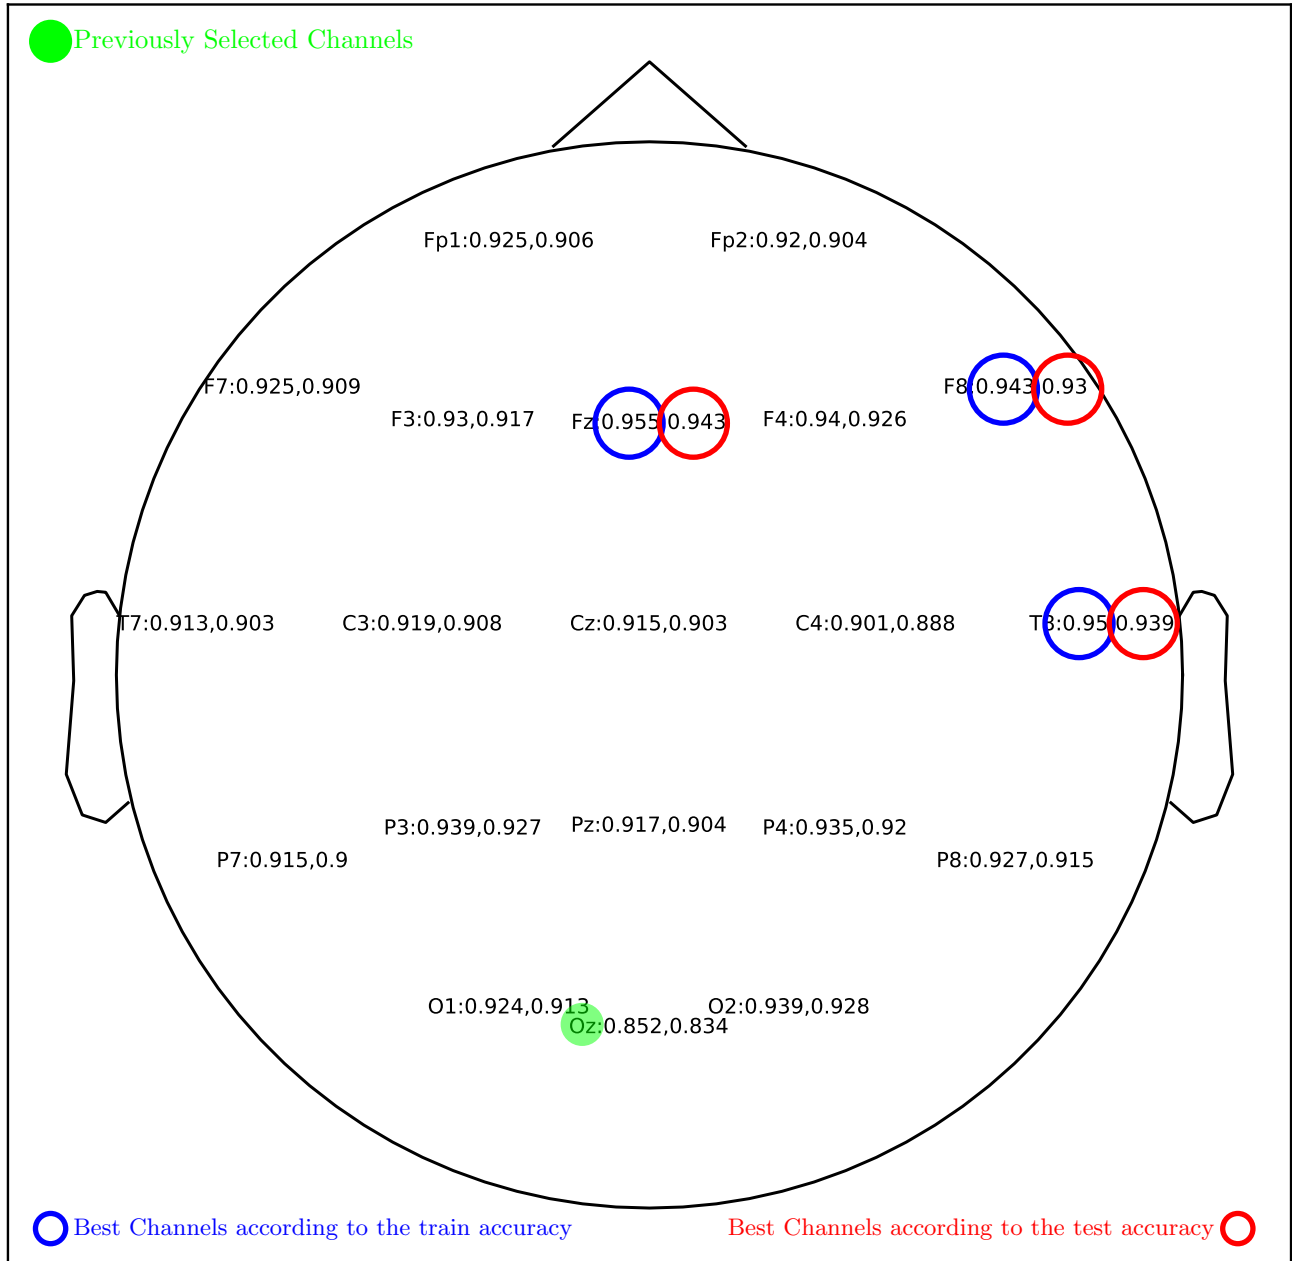 Previously Selected Channels
Fp1:0.925,0.906
Fp2:0.92,0.904
F7:0.925,0.909
F3:0.93,0.917
Fz:0.955,0.943
F4:0.94,0.926
F8:0.943,0.93
T7:0.913,0.903
C3:0.919,0.908
Cz:0.915,0.903
C4:0.901,0.888
T8:0.95,0.939
P7:0.915,0.9
P3:0.939,0.927
Pz:0.917,0.904
P4:0.935,0.92
P8:0.927,0.915
O1:0.924,0.913
Oz:0.852,0.834
O2:0.939,0.928
Best Channels according to the train accuracy
Best Channels according to the test accuracy